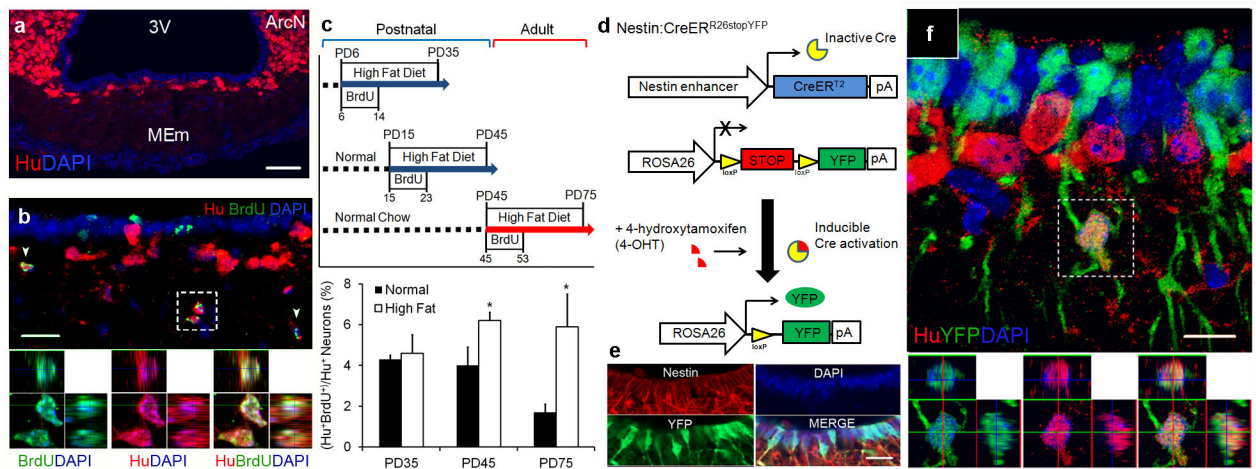 a
3V
ArcN
MEm
HuDAPI
b
Hu BrdU DAPI
BrdUDAPI
HuDAPI
HuBrdUDAPI
c
Postnatal
Adult
PD6
PD35
High Fat Diet
BrdU
6
14
PD15
PD45
Normal
High Fat Diet
BrdU
15
23
PD45
PD75
Normal Chow
High Fat Diet
BrdU
45
53
(Hu⁺BrdU⁺/Hu⁺ Neurons (%)
8
6
4
2
0
Normal
High Fat
*
*
PD35
PD45
PD75
d
Nestin:CreERR26stopYFP
Inactive Cre
Nestin enhancer
CreERT2
pA
X
ROSA26
loxP
STOP
loxP
YFP
pA
+ 4-hydroxytamoxifen
(4-OHT)
Inducible
Cre activation
YFP
ROSA26
loxP
YFP
pA
e
Nestin
DAPI
YFP
MERGE
f
HuYFPDAPI